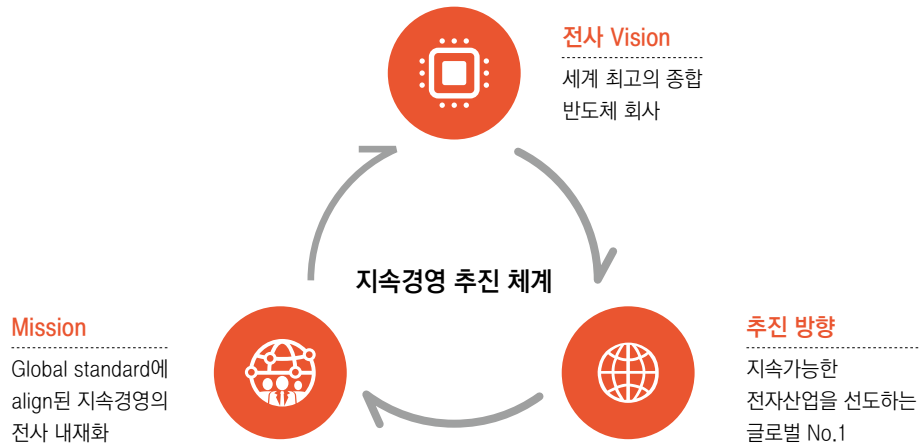 전사 Vision
세계 최고의 종합
반도체 회사
지속경영 추진 체계
Mission
Global standard에
align된 지속경영의
전사 내재화
추진 방향
지속가능한
전자산업을 선도하는
글로벌 No.1